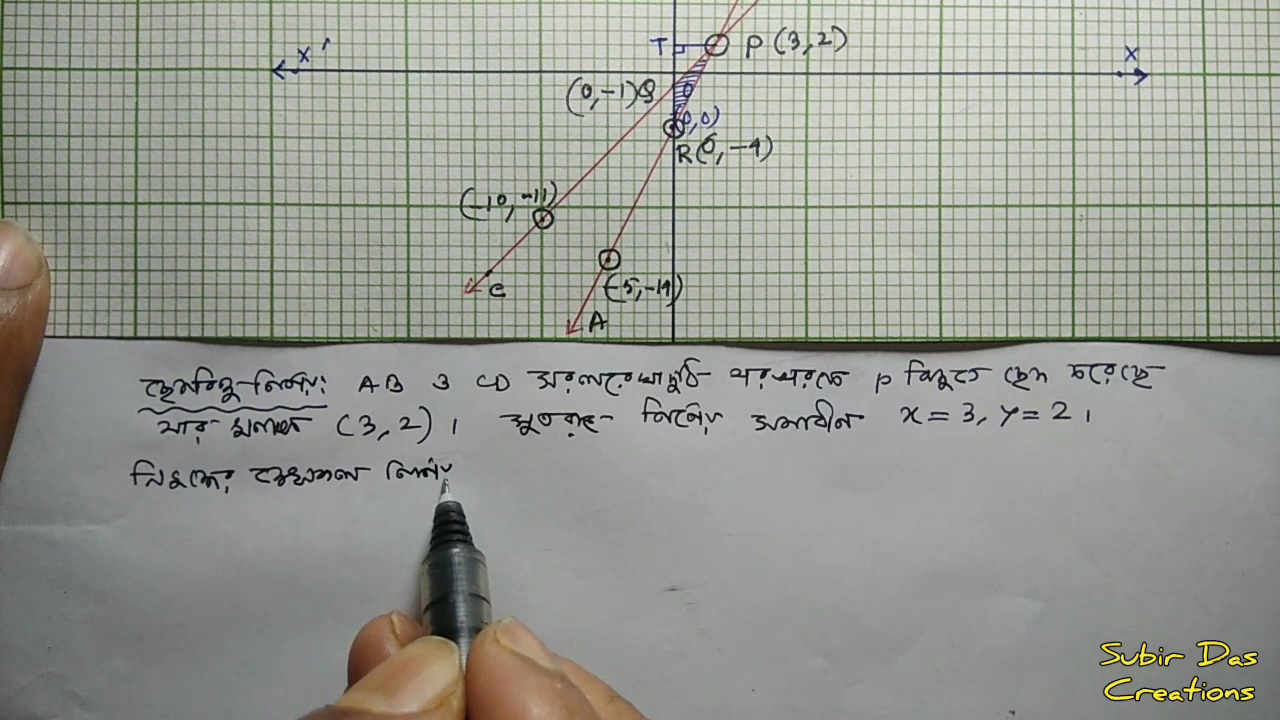 T P (3, 2)
x' x
(0, -1) Q 0
(0,0)
R(0, -4)
(-10, -11)
(-5, -14)
C
A
ছেদবিন্দু নির্ণয়: AB ও CD সরলরেখা দুটি পরস্পরকে P বিন্দুতে ছেদ করেছে
যার স্থানাঙ্ক (3, 2) । সুতরাং নির্ণেয় সমাধান x = 3, y = 2 ।
ত্রিভুজের ক্ষেত্রফল নির্ণয়
Subir Das
Creations